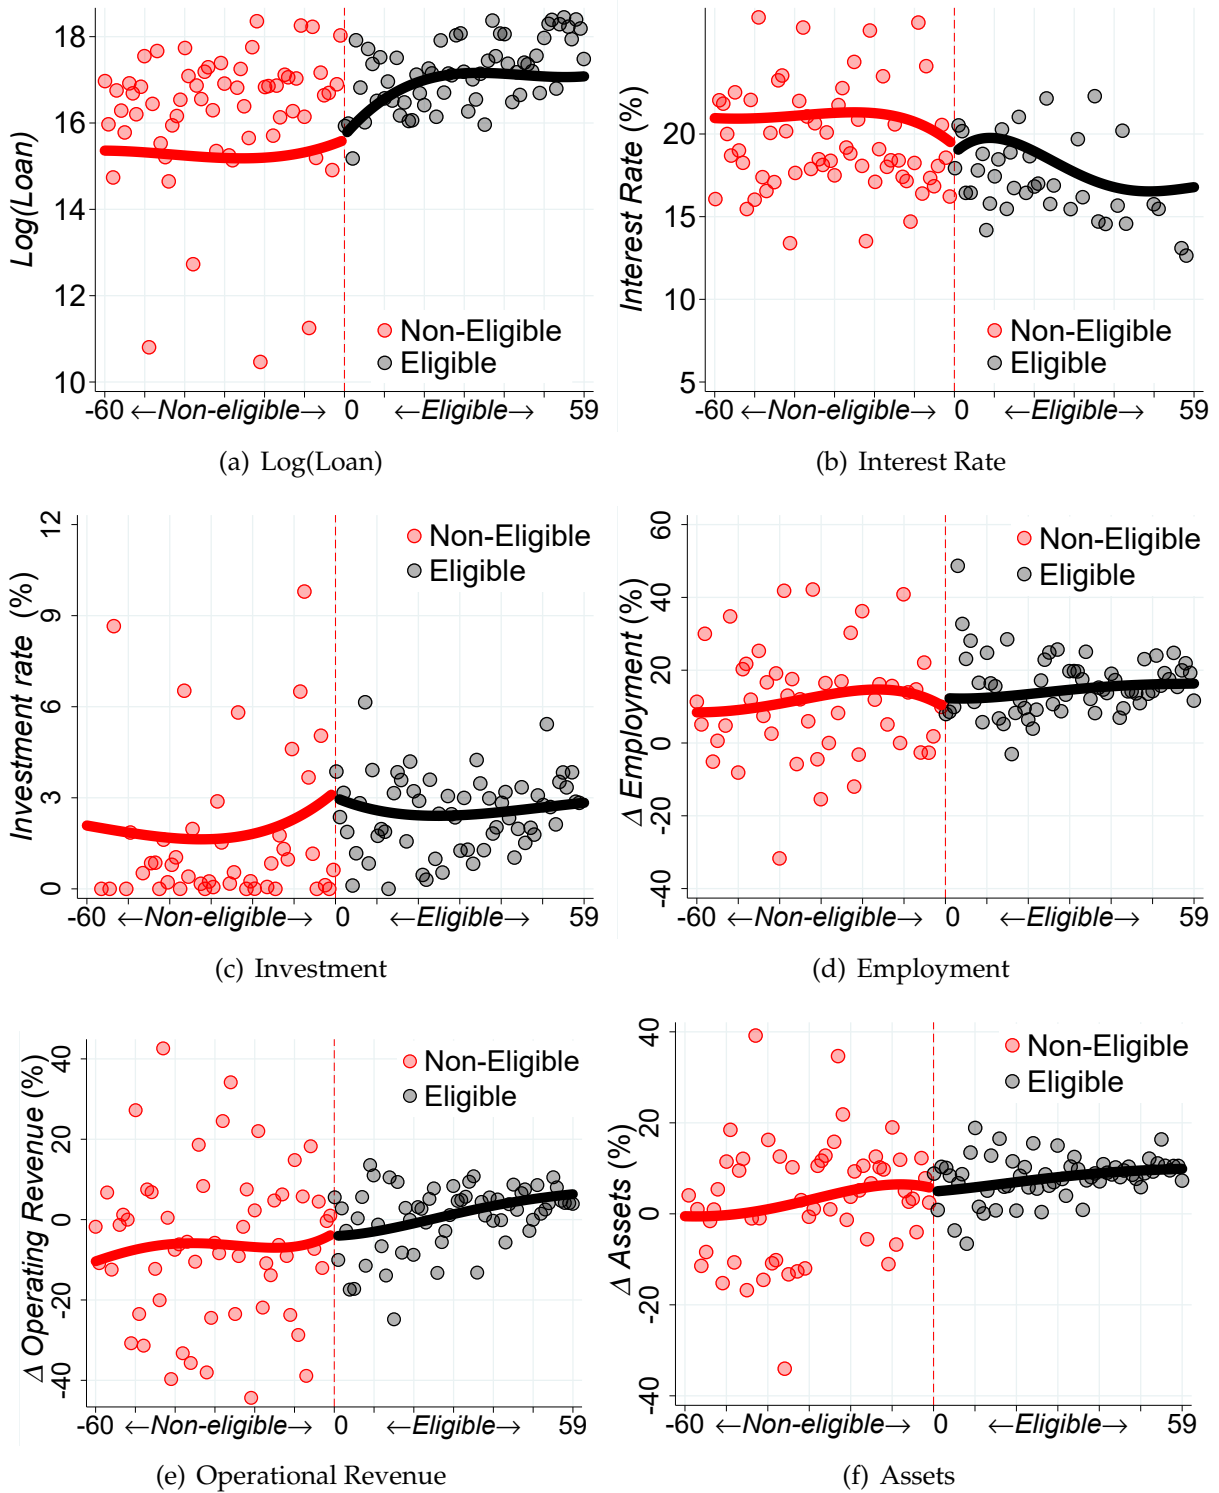 18
16
14
12
10
Log(Loan)
Non-Eligible
Eligible
-60 ←Non-eligible→ 0 ←Eligible→ 59
(a) Log(Loan)
20
15
10
5
Interest Rate (%)
Non-Eligible
Eligible
-60 ←Non-eligible→ 0 ←Eligible→ 59
(b) Interest Rate
12
9
6
3
0
Investment rate (%)
Non-Eligible
Eligible
-60 ←Non-eligible→ 0 ←Eligible→ 59
(c) Investment
60
40
20
0
-20
-40
Δ Employment (%)
Non-Eligible
Eligible
-60 ←Non-eligible→ 0 ←Eligible→ 59
(d) Employment
40
20
0
-20
-40
Δ Operating Revenue (%)
Non-Eligible
Eligible
-60 ←Non-eligible→ 0 ←Eligible→ 59
(e) Operational Revenue
40
20
0
-20
-40
Δ Assets (%)
Non-Eligible
Eligible
-60 ←Non-eligible→ 0 ←Eligible→ 59
(f) Assets